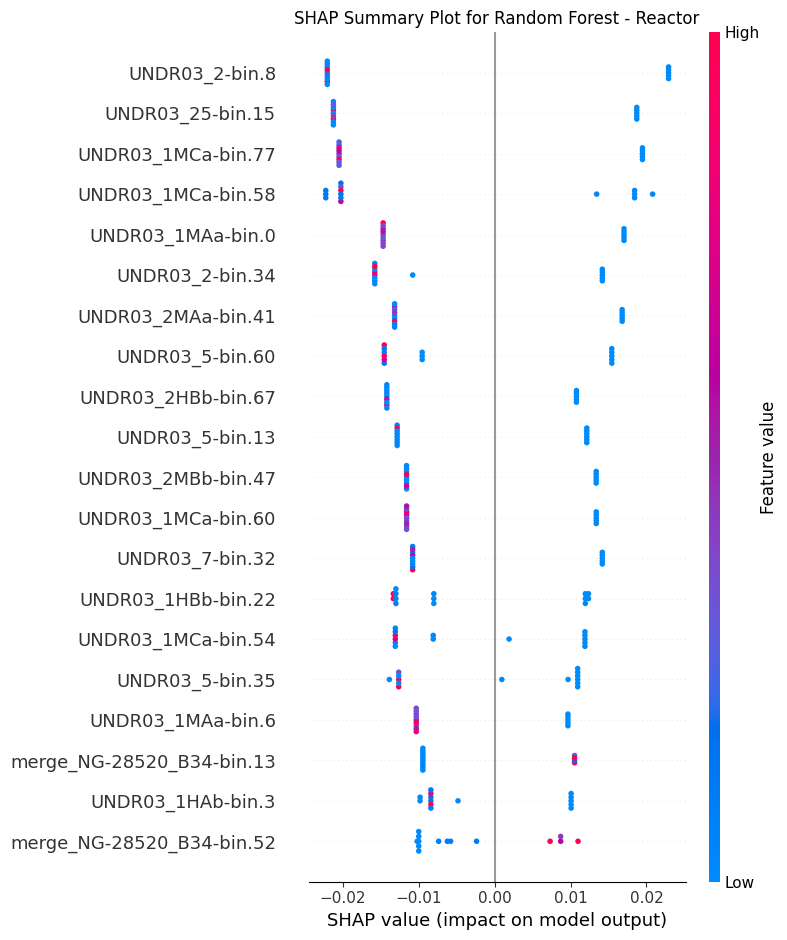 SHAP Summary Plot for Random Forest - Reactor
High
UNDR03_2-bin.8
UNDR03_25-bin.15
UNDR03_1MCa-bin.77
UNDR03_1MCa-bin.58
UNDR03_1MAa-bin.0
UNDR03_2-bin.34
UNDR03_2MAa-bin.41
UNDR03_5-bin.60
UNDR03_2HBb-bin.67
UNDR03_5-bin.13
UNDR03_2MBb-bin.47
UNDR03_1MCa-bin.60
UNDR03_7-bin.32
UNDR03_1HBb-bin.22
UNDR03_1MCa-bin.54
UNDR03_5-bin.35
UNDR03_1MAa-bin.6
merge_NG-28520_B34-bin.13
UNDR03_1HAb-bin.3
merge_NG-28520_B34-bin.52
Feature value
Low
−0.02 −0.01 0.00 0.01 0.02
SHAP value (impact on model output)